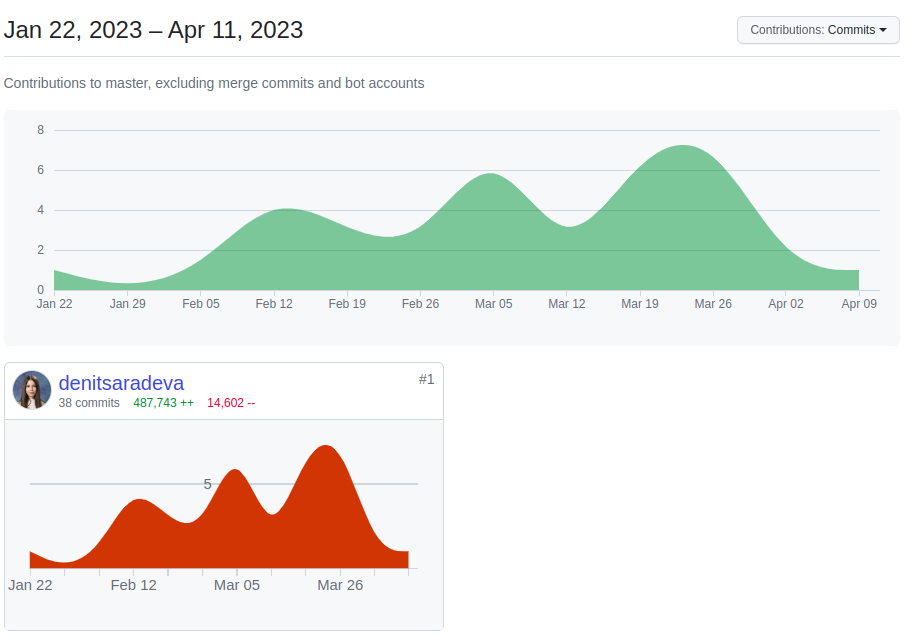 Jan 22, 2023 – Apr 11, 2023
Contributions: Commits
Contributions to master, excluding merge commits and bot accounts
8
6
4
2
0
Jan 22 Jan 29 Feb 05 Feb 12 Feb 19 Feb 26 Mar 05 Mar 12 Mar 19 Mar 26 Apr 02 Apr 09
denitsaradeva #1
38 commits 487,743 ++ 14,602 --
5
Jan 22 Feb 12 Mar 05 Mar 26